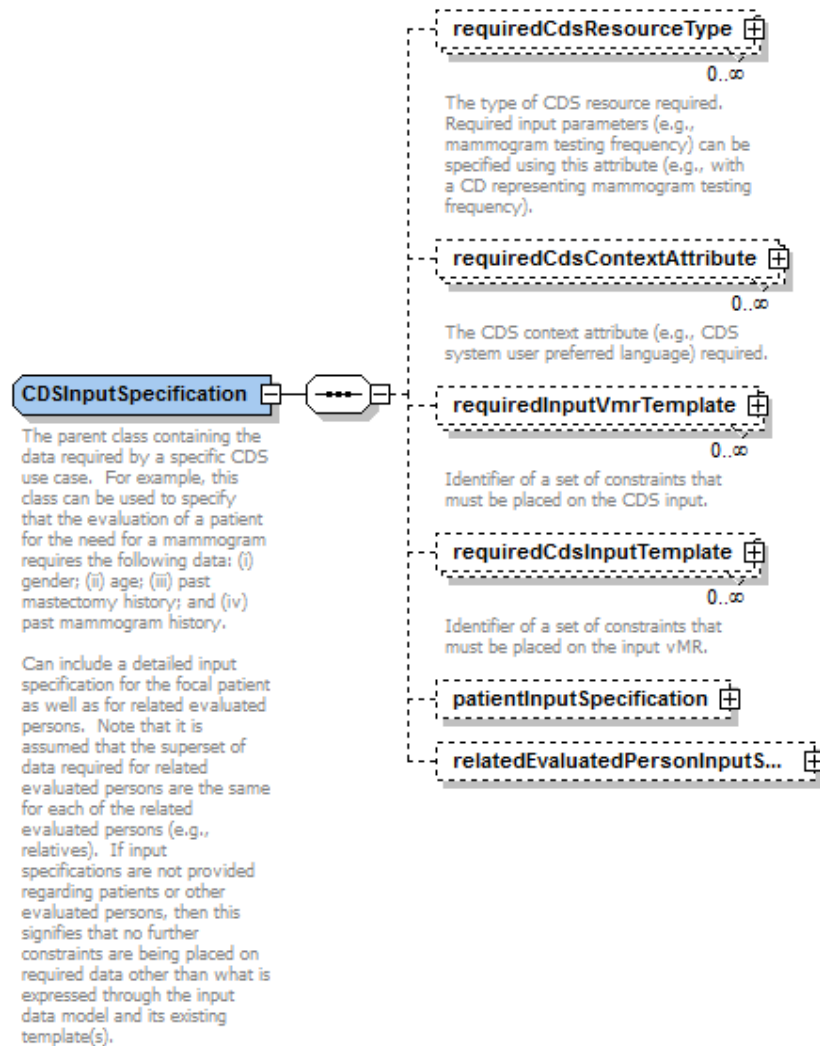 requiredCdsResourceType
0..∞
The type of CDS resource required.
Required input parameters (e.g.,
mammogram testing frequency) can be
specified using this attribute (e.g., with
a CD representing mammogram testing
frequency).
requiredCdsContextAttribute
0..∞
The CDS context attribute (e.g., CDS
system user preferred language) required.
CDSInputSpecification
The parent class containing the
data required by a specific CDS
use case.  For example, this
class can be used to specify
that the evaluation of a patient
for the need for a mammogram
requires the following data: (i)
gender; (ii) age; (iii) past
mastectomy history; and (iv)
past mammogram history.
Can include a detailed input
specification for the focal patient
as well as for related evaluated
persons.  Note that it is
assumed that the superset of
data required for related
evaluated persons are the same
for each of the related
evaluated persons (e.g.,
relatives).  If input
specifications are not provided
regarding patients or other
evaluated persons, then this
signifies that no further
constraints are being placed on
required data other than what is
expressed through the input
data model and its existing
template(s).
requiredInputVmrTemplate
0..∞
Identifier of a set of constraints that
must be placed on the CDS input.
requiredCdsInputTemplate
0..∞
Identifier of a set of constraints that
must be placed on the input vMR.
patientInputSpecification
relatedEvaluatedPersonInputS...